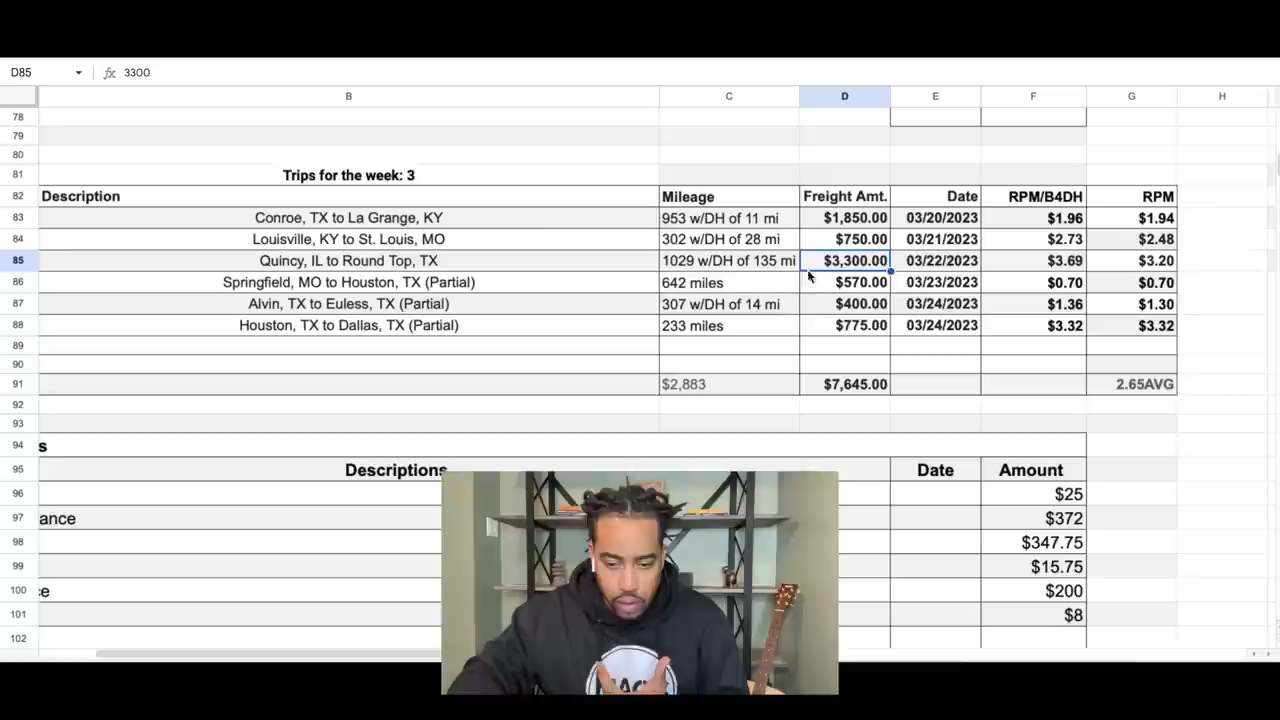 D85 fx 3300
B C D E F G H
78
79
80
81 Trips for the week: 3
82 Description Mileage Freight Amt. Date RPM/B4DH RPM
83 Conroe, TX to La Grange, KY 953 w/DH of 11 mi $1,850.00 03/20/2023 $1.96 $1.94
84 Louisville, KY to St. Louis, MO 302 w/DH of 28 mi $750.00 03/21/2023 $2.73 $2.48
85 Quincy, IL to Round Top, TX 1029 w/DH of 135 mi $3,300.00 03/22/2023 $3.69 $3.20
86 Springfield, MO to Houston, TX (Partial) 642 miles $570.00 03/23/2023 $0.70 $0.70
87 Alvin, TX to Euless, TX (Partial) 307 w/DH of 14 mi $400.00 03/24/2023 $1.36 $1.30
88 Houston, TX to Dallas, TX (Partial) 233 miles $775.00 03/24/2023 $3.32 $3.32
89
90
91 $2,883 $7,645.00 2.65AVG
92
93
94 s
95 Descriptions Date Amount
96 $25
97 ance $372
98 $347.75
99 $15.75
100 e $200
101 $8
102